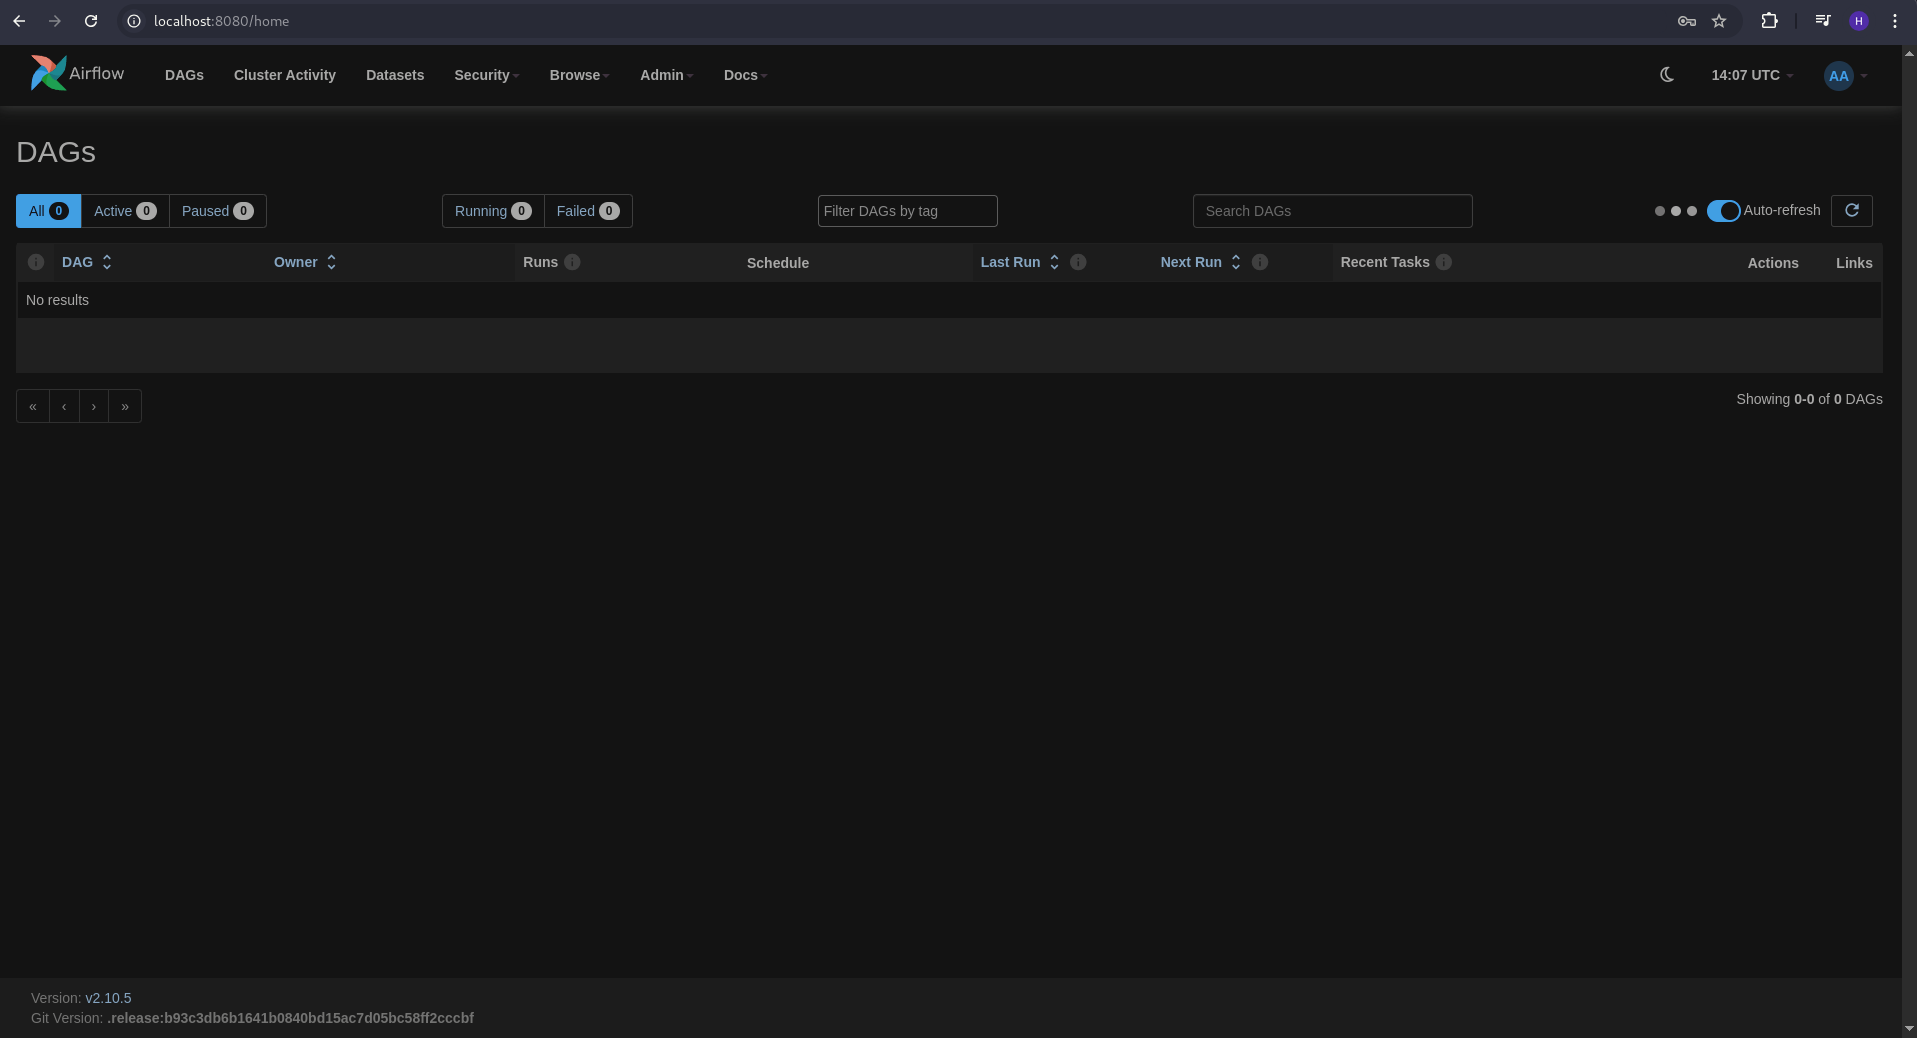 localhost:8080/home
H
Airflow DAGs Cluster Activity Datasets Security Browse Admin Docs 14:07 UTC AA
DAGs
All 0 Active 0 Paused 0 Running 0 Failed 0 Filter DAGs by tag Search DAGs Auto-refresh
DAG Owner Runs Schedule Last Run Next Run Recent Tasks Actions Links
No results
« ‹ › » Showing 0-0 of 0 DAGs
Version: v2.10.5
Git Version: .release:b93c3db6b1641b0840bd15ac7d05bc58ff2cccbf